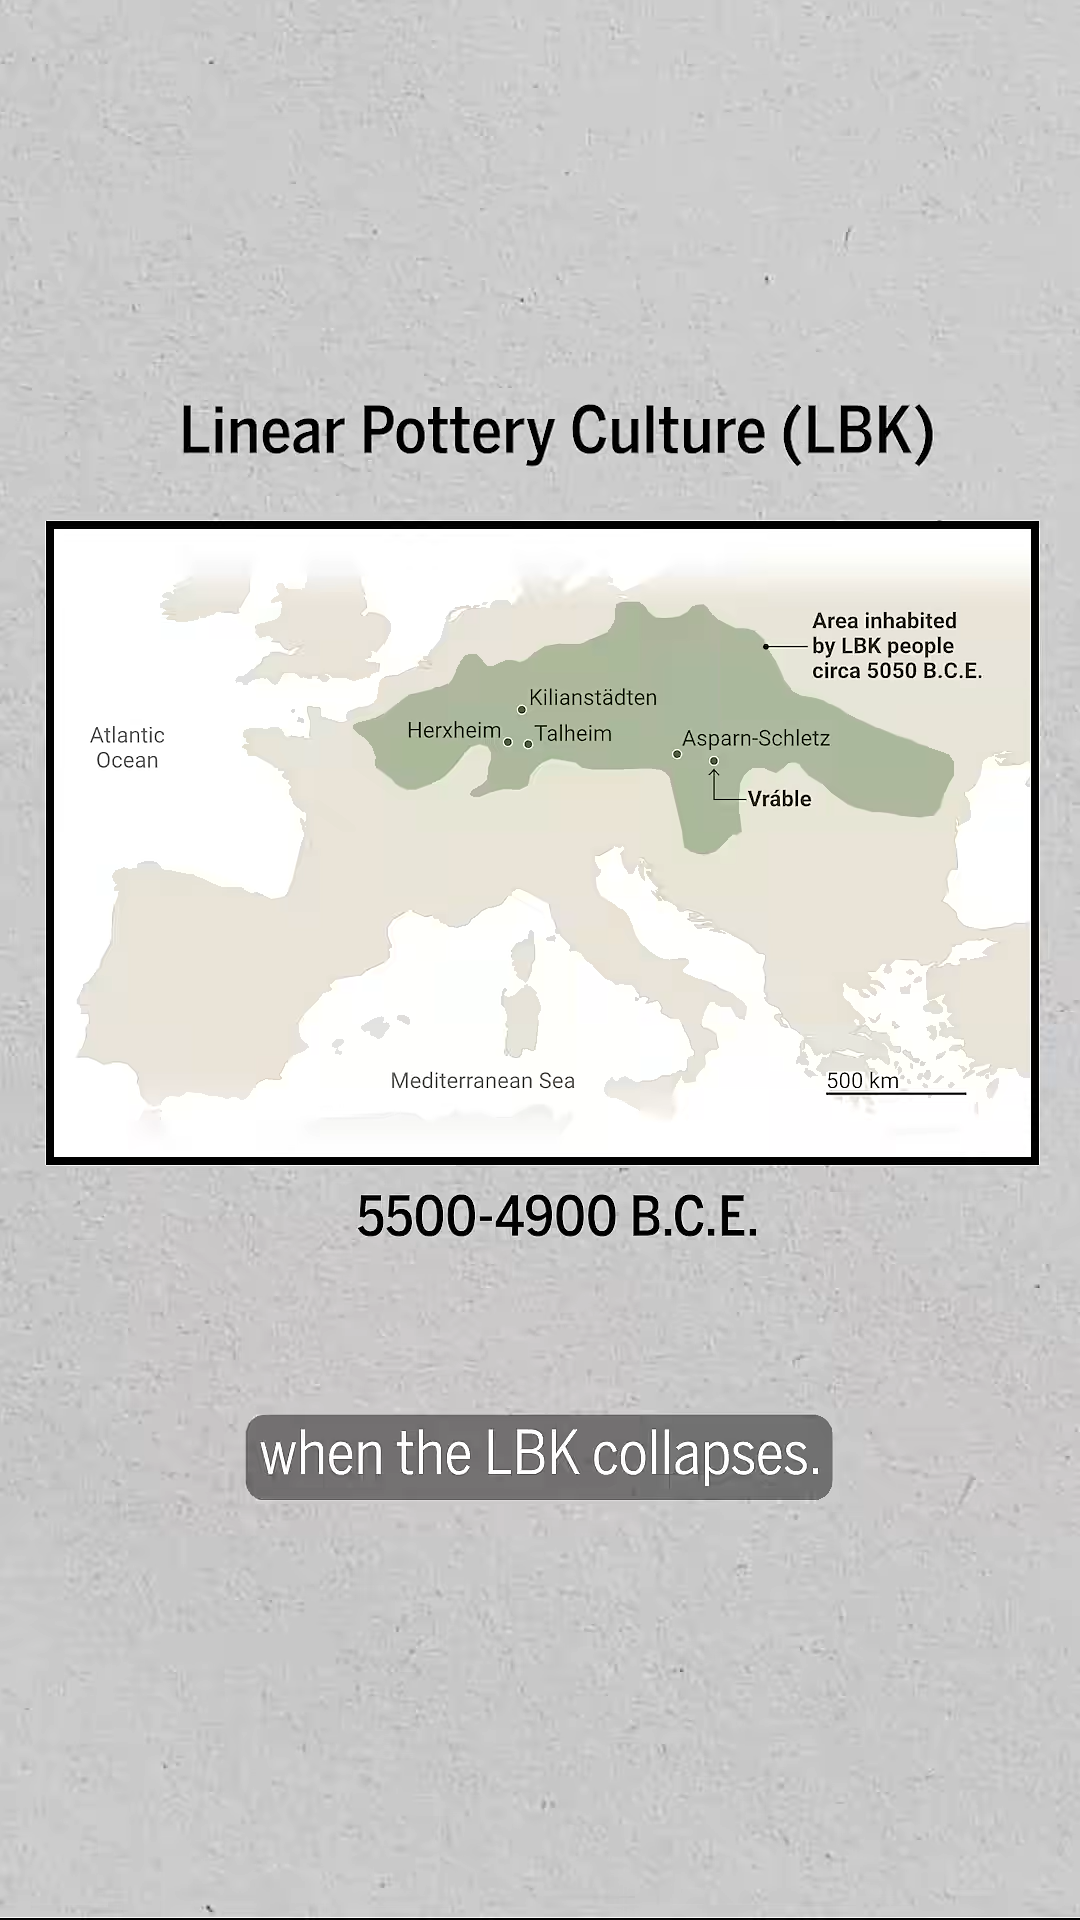 Linear Pottery Culture (LBK)
Area inhabited
by LBK people
circa 5050 B.C.E.
Kilianstädten
Herxheim
Talheim
Asparn-Schletz
Vráble
Atlantic
Ocean
Mediterranean Sea
500 km
5500-4900 B.C.E.
when the LBK collapses.